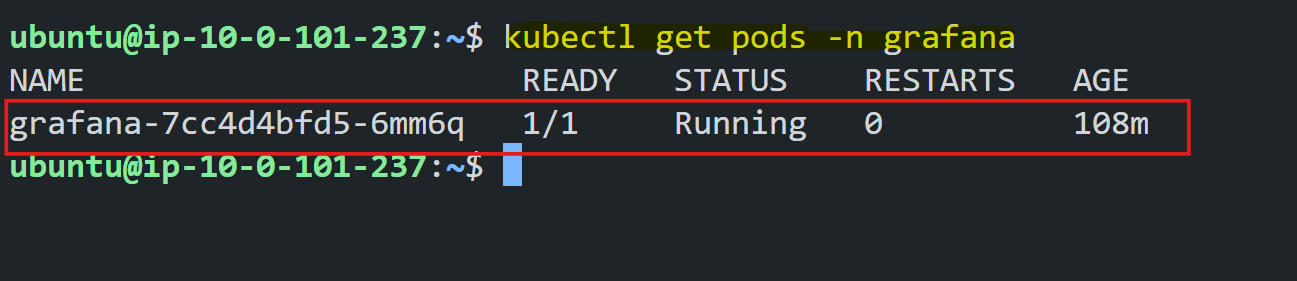 ubuntu@ip-10-0-101-237:~$ kubectl get pods -n grafana
NAME READY STATUS RESTARTS AGE
grafana-7cc4d4bfd5-6mm6q 1/1 Running 0 108m
ubuntu@ip-10-0-101-237:~$